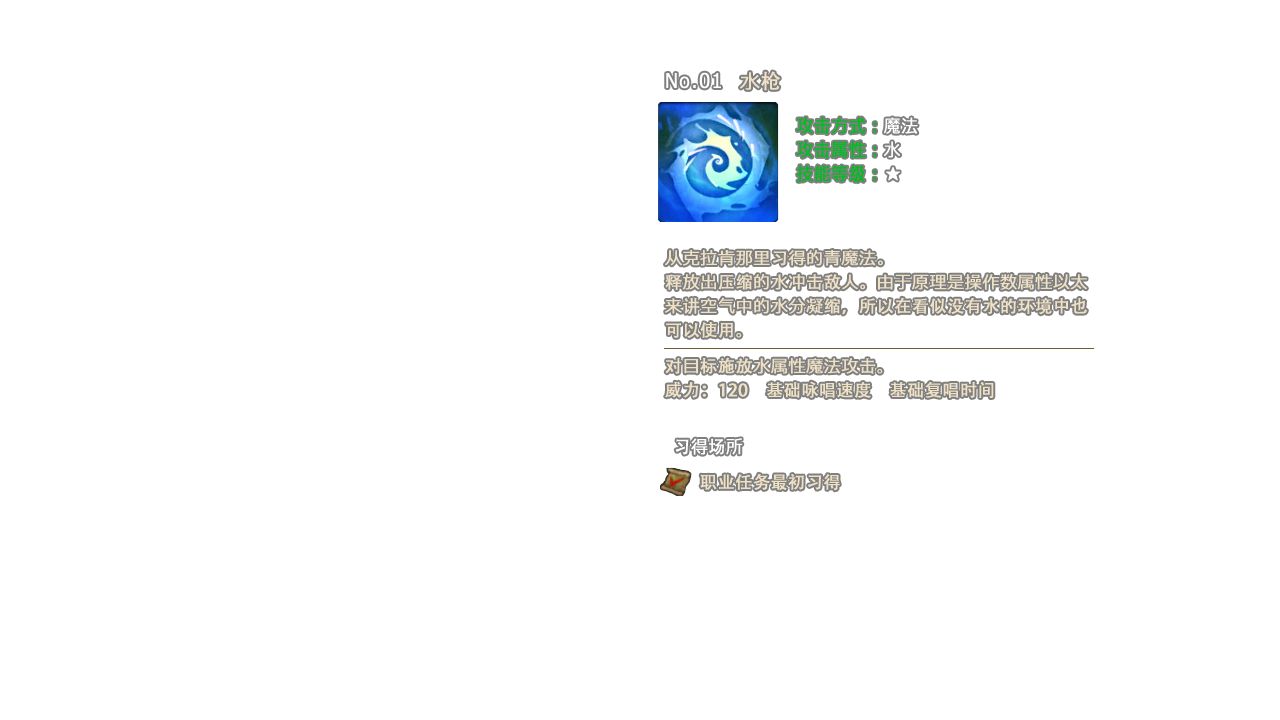 No.01 水枪
攻击方式：魔法
攻击属性：水
技能等级：☆
从克拉肯那里习得的青魔法。
释放出压缩的水冲击敌人。由于原理是操作数属性以太
来讲空气中的水分凝缩，所以在看似没有水的环境中也
可以使用。
对目标施放水属性魔法攻击。
威力：120 基础咏唱速度 基础复唱时间
习得场所
职业任务最初习得